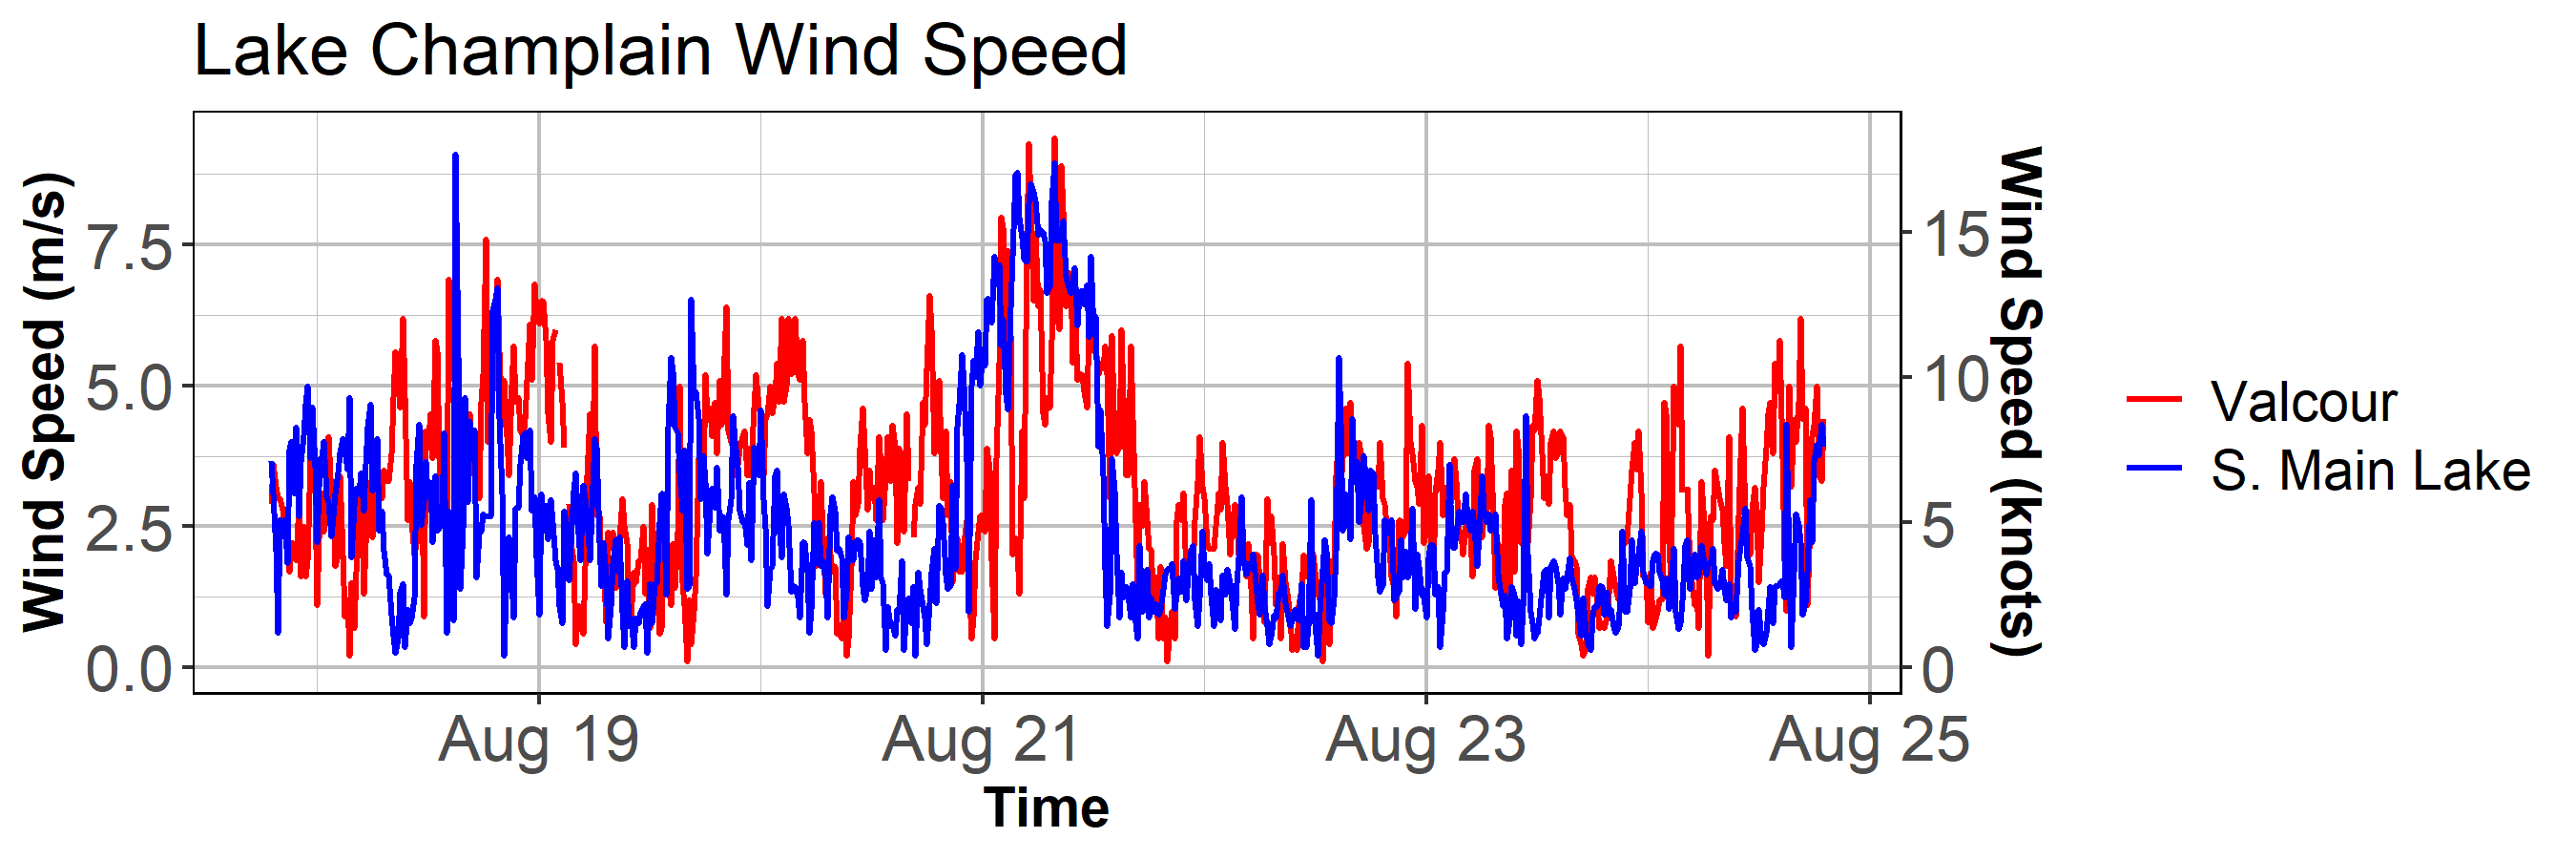 Lake Champlain Wind Speed
Wind Speed (m/s)
7.5
5.0
2.5
0.0
15
10
5
0
Wind Speed (knots)
Aug 19
Aug 21
Aug 23
Aug 25
Time
Valcour
S. Main Lake